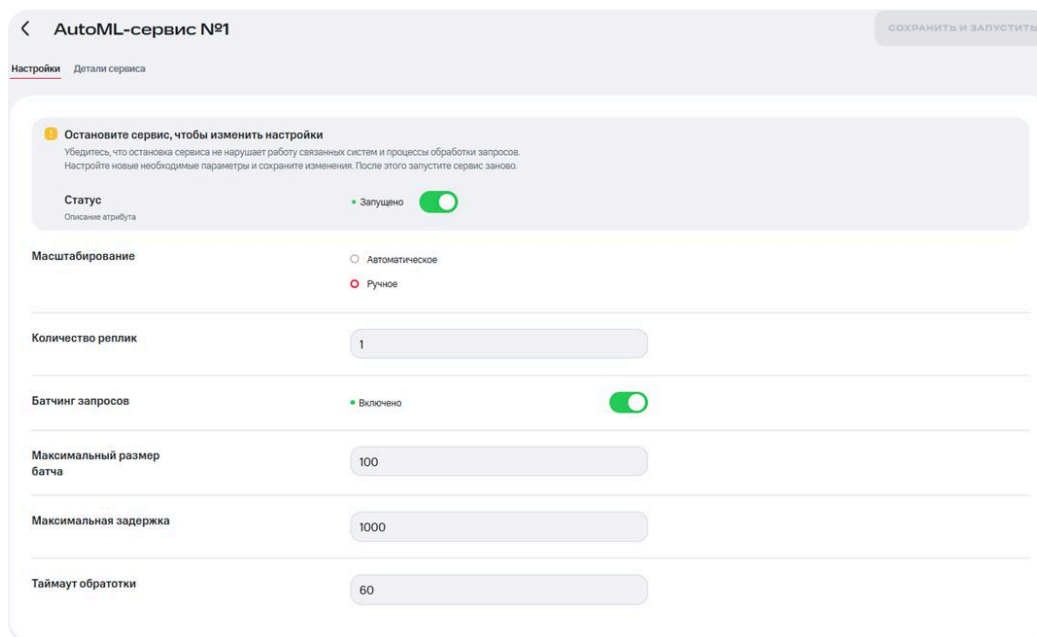 AutoML-сервис №1
СОХРАНИТЬ И ЗАПУСТИТЬ
Настройки Детали сервиса
Остановите сервис, чтобы изменить настройки
Убедитесь, что остановка сервиса не нарушает работу связанных систем и процессы обработки запросов.
Настройте новые необходимые параметры и сохраните изменения. После этого запустите сервис заново.
Статус
Запущено
Описание атрибута
Масштабирование
Автоматическое
Ручное
Количество реплик
1
Батчинг запросов
Включено
Максимальный размер
батча
100
Максимальная задержка
1000
Таймаут обратотки
60